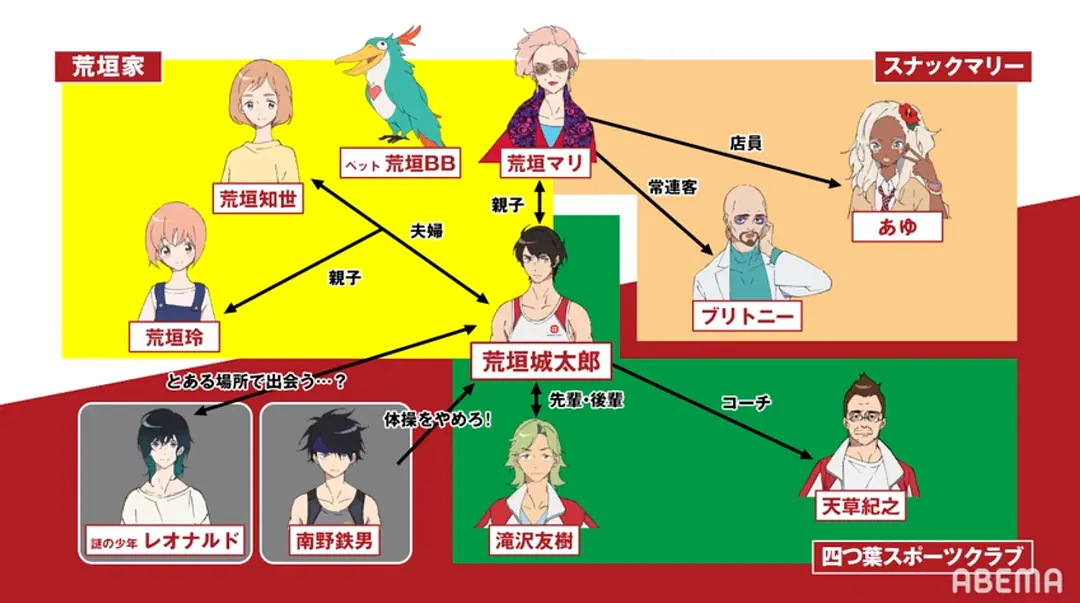 荒垣家
スナックマリー
荒垣知世
ペット 荒垣BB
荒垣マリ
店員
常連客
あゆ
親子
夫婦
親子
ブリトニー
荒垣玲
荒垣城太郎
とある場所で出会う…?
体操をやめろ!
先輩・後輩
コーチ
謎の少年 レオナルド
南野鉄男
滝沢友樹
天草紀之
四つ葉スポーツクラブ
ABEMA